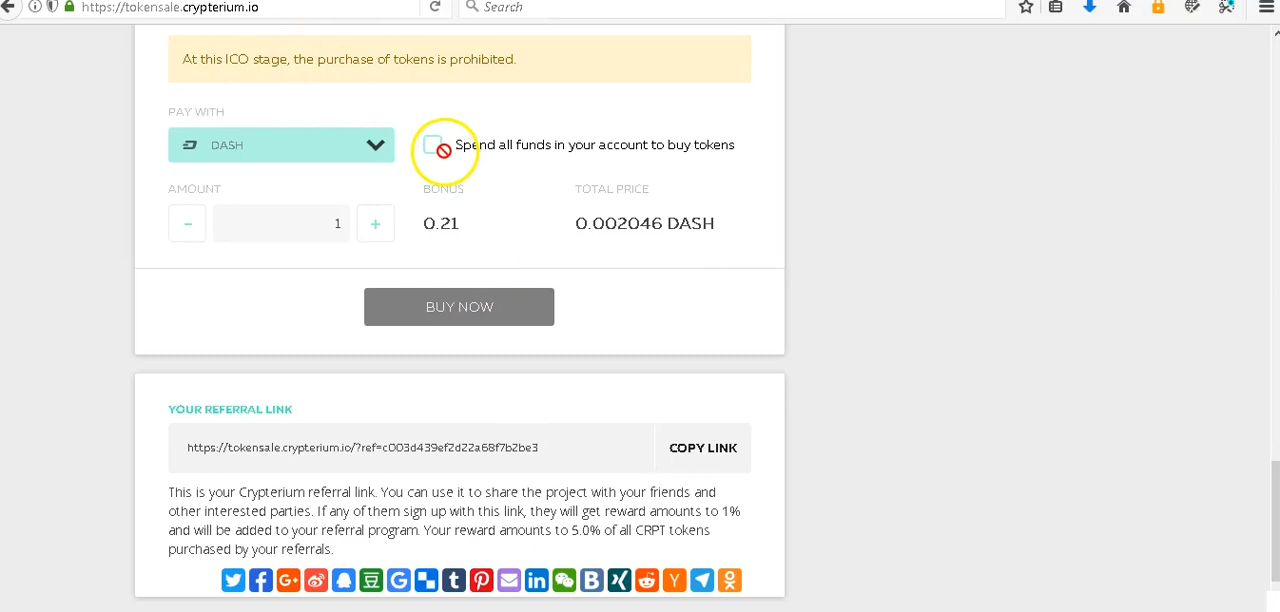 https://tokensale.crypterium.io
Search
At this ICO stage, the purchase of tokens is prohibited.
PAY WITH
DASH
Spend all funds in your account to buy tokens
AMOUNT
BONUS
TOTAL PRICE
-
1
+
0.21
0.002046 DASH
BUY NOW
YOUR REFERRAL LINK
https://tokensale.crypterium.io/?ref=c003d439ef2d22a68f7b2be3
COPY LINK
This is your Crypterium referral link. You can use it to share the project with your friends and
other interested parties. If any of them sign up with this link, they will get reward amounts to 1%
and will be added to your referral program. Your reward amounts to 5.0% of all CRPT tokens
purchased by your referrals.